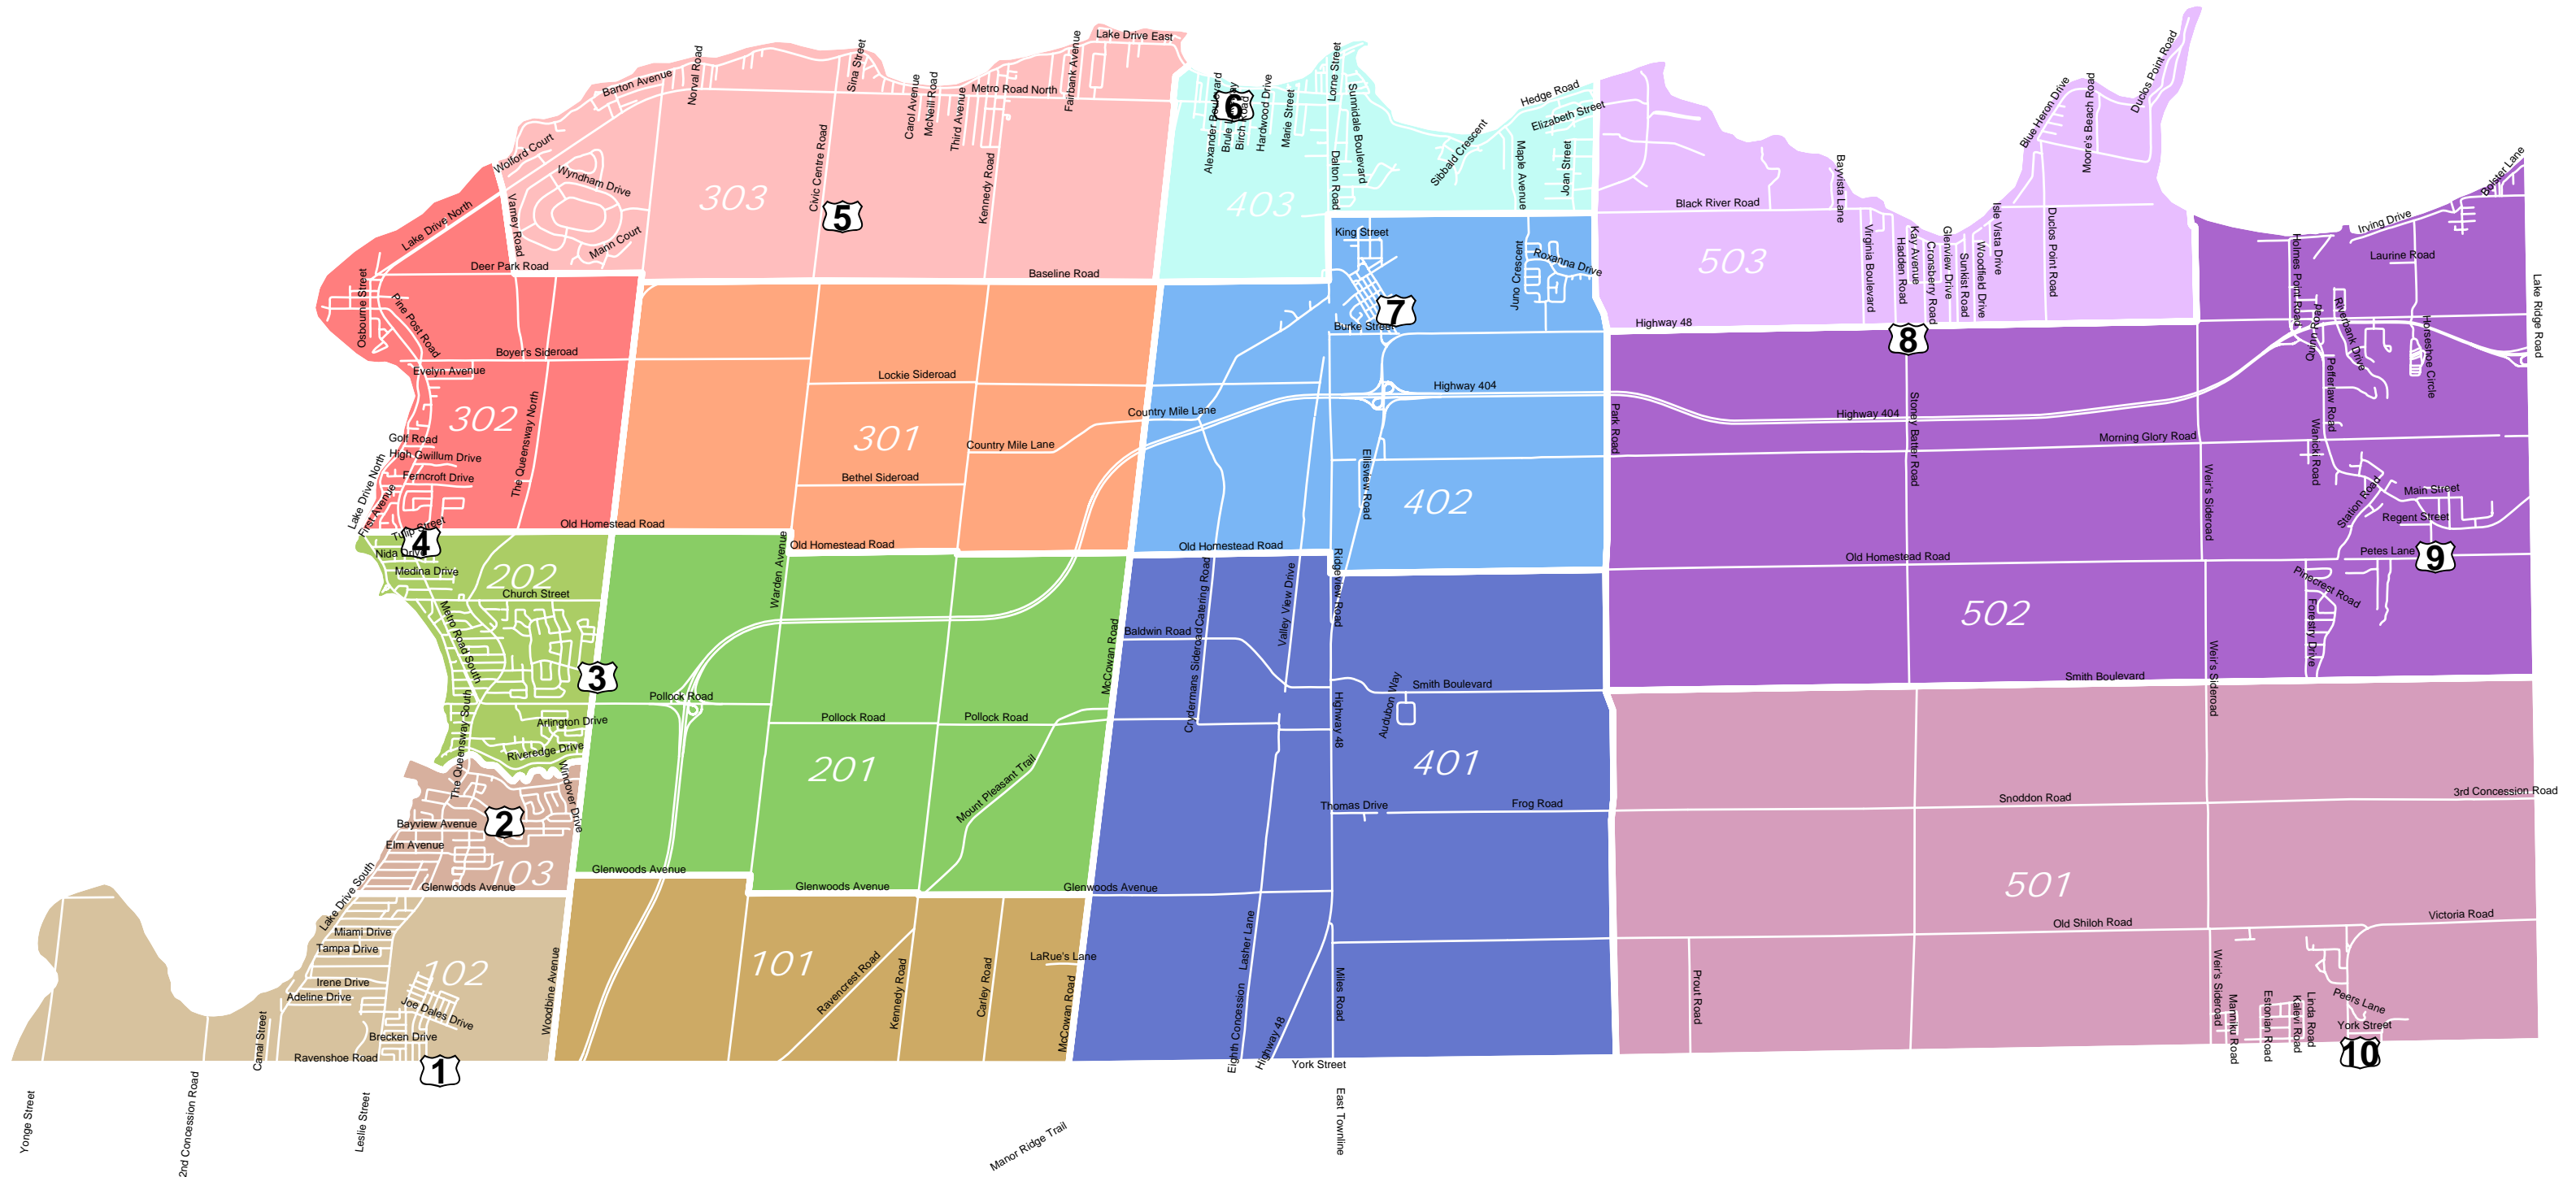 Lake Drive East
Barton Avenue
Norval Road
Sina Street
Carol Avenue
McNeill Road
Third Avenue
Metro Road North
Fairbank Avenue
Alexander Boulevard
Birch Road
6
Hardwood Drive
Marie Street
Lorne Street
Sunnidale Boulevard
Dalton Road
Sibbald Crescent
Hedge Road
Elizabeth Street
Maple Avenue
Joan Street
Blue Heron Drive
Moore's Beach Road
Duclos Point Road
Bolster Lane
Wolford Court
Wyndham Drive
Varney Road
Mann Court
303
Civic Centre Road
5
Kennedy Road
403
Black River Road
Bayvista Lane
503
Virginia Boulevard
Hadden Road
Kay Avenue
Cronsberry Road
Glenview Drive
Sunkist Road
Woodfield Drive
Isle Vista Drive
Duclos Point Road
Irving Drive
Laurine Road
Holmes Point Road
Lake Ridge Road
Lake Drive North
Deer Park Road
Baseline Road
King Street
Juno Crescent
Roxanna Drive
7
Burke Street
Highway 48
8
Osbourne Street
Pine Post Road
Boyer's Sideroad
Evelyn Avenue
302
The Queensway North
Golf Road
High Gwillum Drive
Ferncroft Drive
Lake Drive North
First Avenue
Tulip Street
4
Old Homestead Road
Lockie Sideroad
301
Country Mile Lane
Country Mile Lane
Bethel Sideroad
Old Homestead Road
Highway 404
Ellisview Road
402
Park Road
Highway 404
Stoney Batter Road
Morning Glory Road
Quinn Road
Riverbank Drive
Horseshoe Circle
Pefferlaw Road
Wanicki Road
Weir's Sideroad
Station Road
Main Street
Regent Street
Petes Lane
9
Old Homestead Road
Old Homestead Road
Pinecrest Road
Forestry Drive
502
Nida Drive
Medina Drive
202
Church Street
Metro Road South
3
Warden Avenue
Pollock Road
Pollock Road
Pollock Road
McCowan Road
Baldwin Road
Crydermans Sideroad
Catering Road
Valley View Drive
Ridgeview Road
Highway 48
Audubon Way
Smith Boulevard
Smith Boulevard
Weir's Sideroad
Arlington Drive
Riveredge Drive
The Queensway South
Windover Drive
201
Mount Pleasant Trail
401
Thomas Drive
Frog Road
Snoddon Road
3rd Concession Road
2
Bayview Avenue
Elm Avenue
103
Glenwoods Avenue
Glenwoods Avenue
Glenwoods Avenue
Glenwoods Avenue
501
Lake Drive South
Miami Drive
Tampa Drive
102
Irene Drive
Adeline Drive
Joe Dales Drive
Brecken Drive
Ravenshoe Road
1
Canal Street
Woodbine Avenue
101
Ravencrest Road
Kennedy Road
Carley Road
LaRue's Lane
McCowan Road
Lasher Lane
Eighth Concession
Highway 48
Miles Road
York Street
Prout Road
Old Shiloh Road
Victoria Road
Weir's Sideroad
Manniku Road
Estonian Road
Kalevi Road
Linda Road
Peers Lane
York Street
10
Yonge Street
2nd Concession Road
Leslie Street
Manor Ridge Trail
East Townline